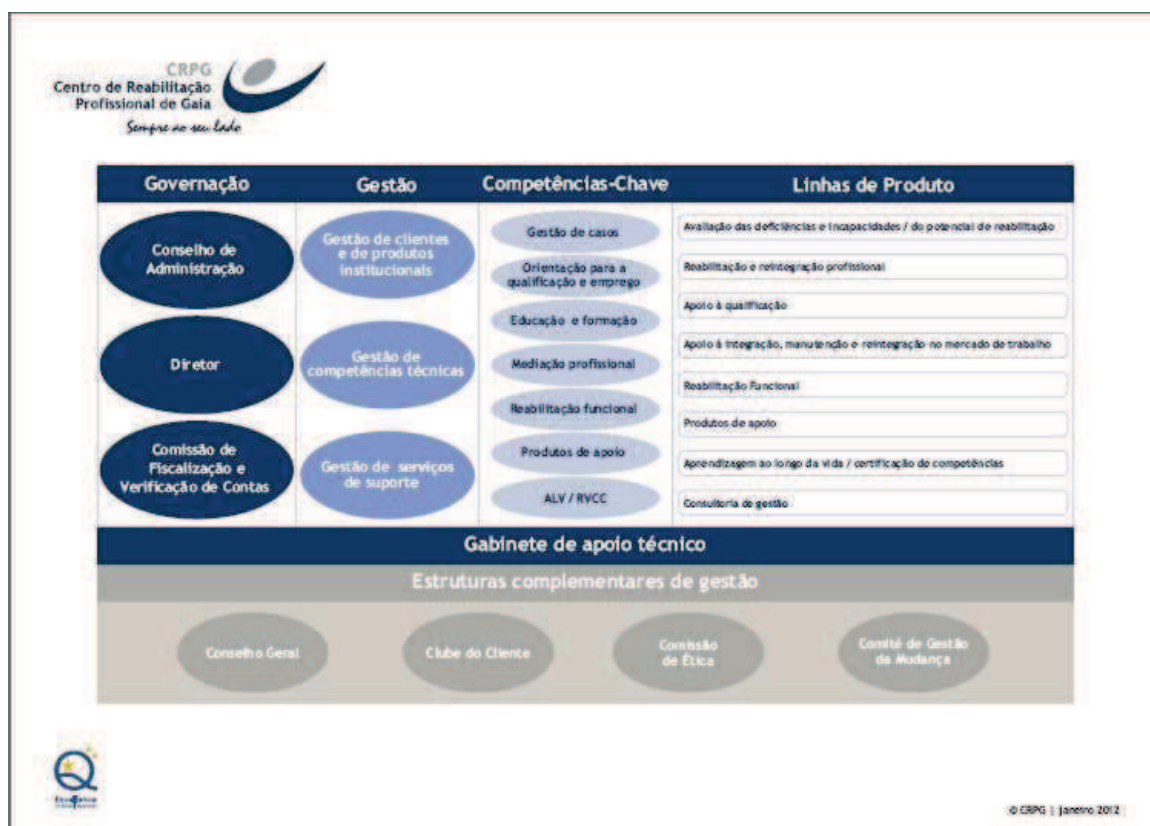 CRPG
Centro de Reabilitação
Profissional de Gaia
Sempre ao seu lado
Governação
Gestão
Competências-Chave
Linhas de Produto
Conselho de
Administração
Diretor
Comissão de
Fiscalização e
Verificação de Contas
Gestão de clientes
e de produtos
institucionais
Gestão de
competências técnicas
Gestão de serviços
de suporte
Gestão de casos
Orientação para a
qualificação e emprego
Educação e formação
Mediação profissional
Reabilitação funcional
Produtos de apoio
ALV / RVCC
Avaliação das deficiências e incapacidades / do potencial de reabilitação
Reabilitação e reintegração profissional
Apoio à qualificação
Apoio à integração, manutenção e reintegração no mercado de trabalho
Reabilitação Funcional
Produtos de apoio
Aprendizagem ao longo da vida / certificação de competências
Consultoria de gestão
Gabinete de apoio técnico
Estruturas complementares de gestão
Conselho Geral
Clube do Cliente
Comissão
de Ética
Comité de Gestão
da Mudança
© CRPG | janeiro 2012